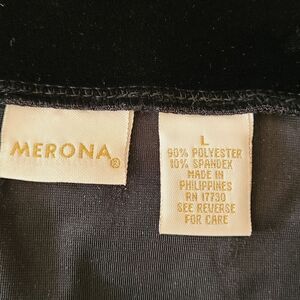 MERONA®
L
90% POLYESTER
10% SPANDEX
MADE IN
PHILIPPINES
RN 17730
SEE REVERSE
FOR CARE